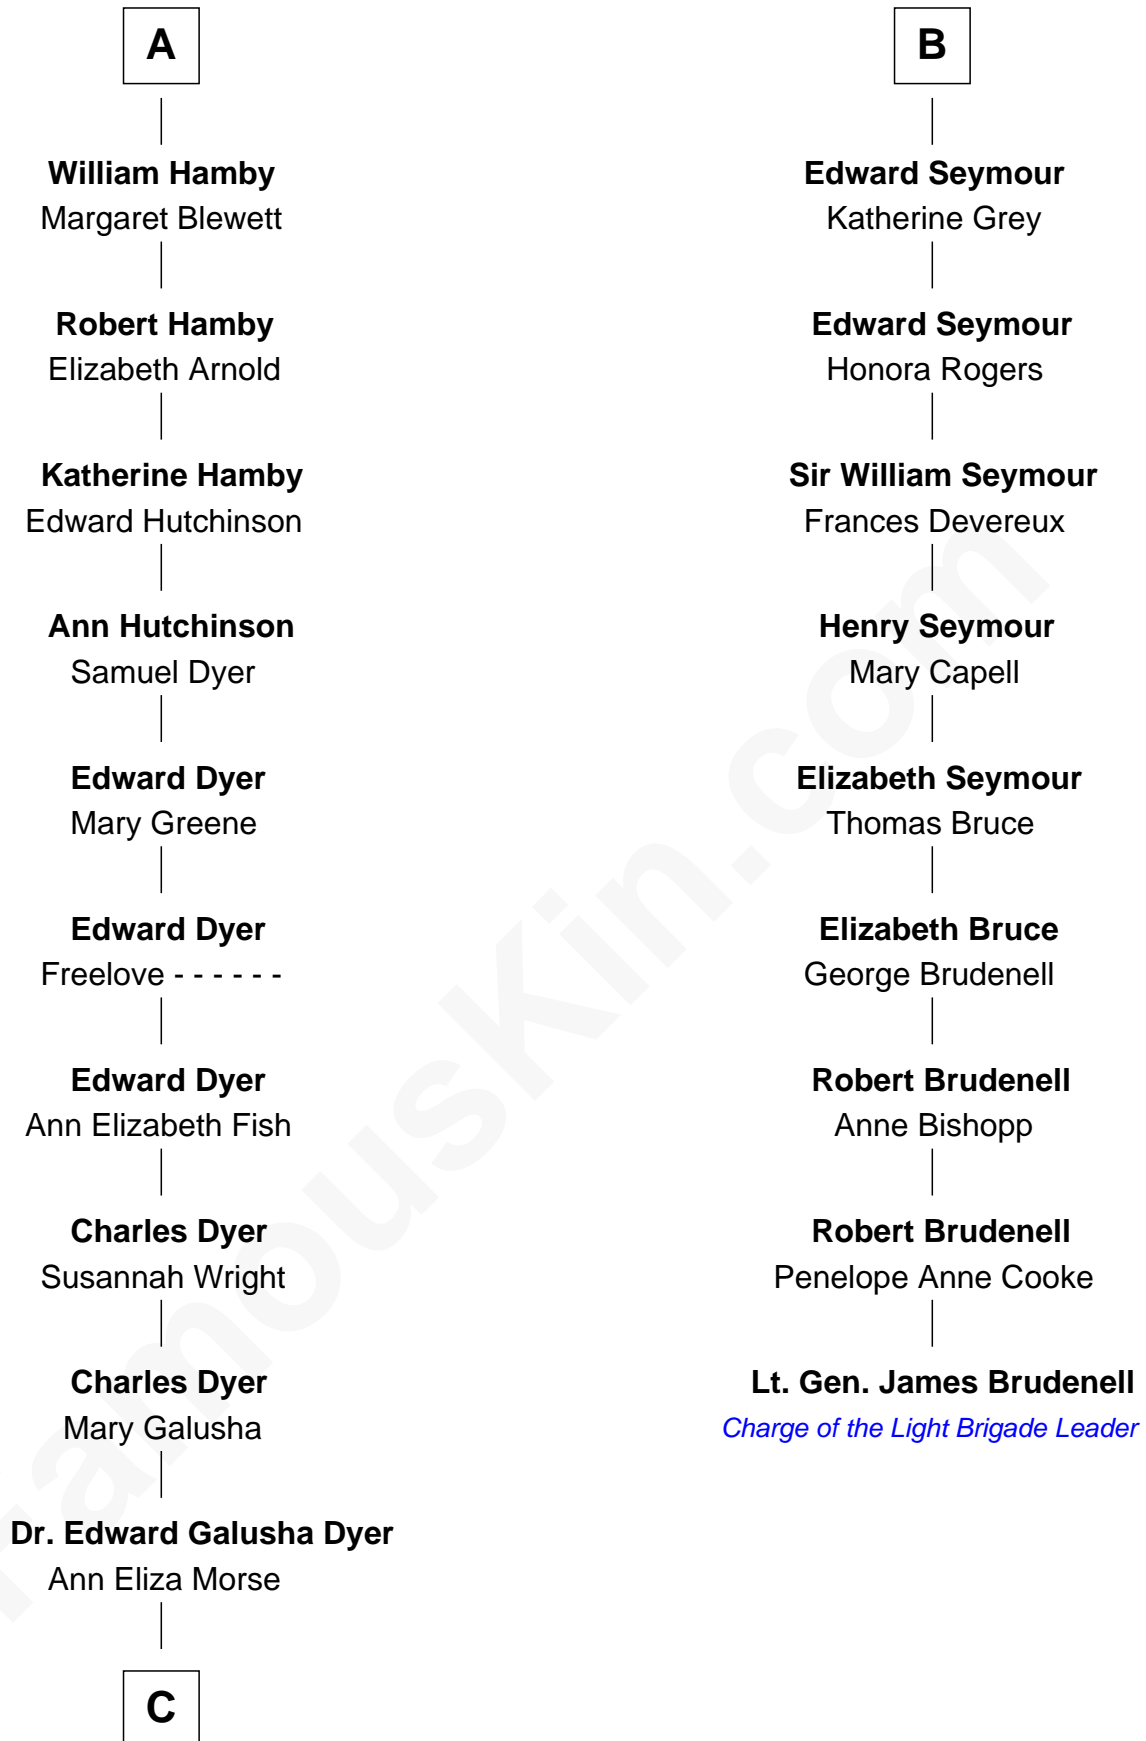 A
William Hamby
Margaret Blewett
Robert Hamby
Elizabeth Arnold
Katherine Hamby
Edward Hutchinson
Ann Hutchinson
Samuel Dyer
Edward Dyer
Mary Greene
Edward Dyer
Freelove - - - - - -
Edward Dyer
Ann Elizabeth Fish
Charles Dyer
Susannah Wright
Charles Dyer
Mary Galusha
Dr. Edward Galusha Dyer
Ann Eliza Morse
C
B
Edward Seymour
Katherine Grey
Edward Seymour
Honora Rogers
Sir William Seymour
Frances Devereux
Henry Seymour
Mary Capell
Elizabeth Seymour
Thomas Bruce
Elizabeth Bruce
George Brudenell
Robert Brudenell
Anne Bishopp
Robert Brudenell
Penelope Anne Cooke
Lt. Gen. James Brudenell
Charge of the Light Brigade Leader
FamousKin.com